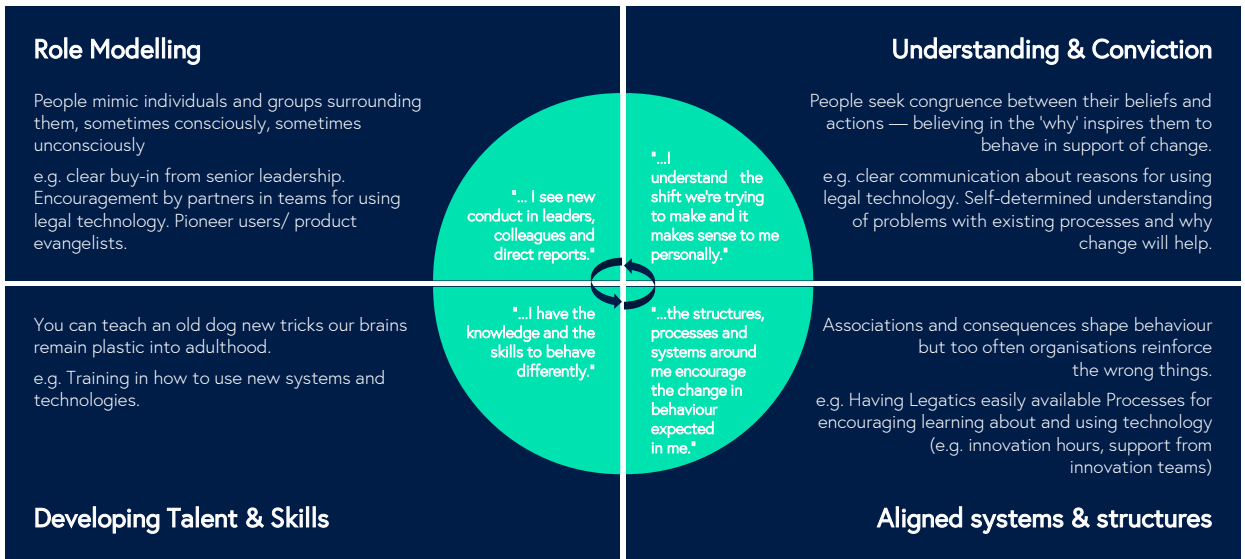 Role Modelling
People mimic individuals and groups surrounding
them, sometimes consciously, sometimes
unconsciously
e.g. clear buy-in from senior leadership.
Encouragement by partners in teams for using
legal technology. Pioneer users/ product
evangelists.
"... I see new
conduct in leaders,
colleagues and
direct reports."
Understanding & Conviction
People seek congruence between their beliefs and
actions — believing in the 'why' inspires them to
behave in support of change.
e.g. clear communication about reasons for using
legal technology. Self-determined understanding
of problems with existing processes and why
change will help.
"...I
understand the
shift we're trying
to make and it
makes sense to me
personally."
You can teach an old dog new tricks our brains
remain plastic into adulthood.
e.g. Training in how to use new systems and
technologies.
"...I have the
knowledge and the
skills to behave
differently."
Developing Talent & Skills
"...the structures,
processes and
systems around
me encourage
the change in
behaviour
expected
in me."
Associations and consequences shape behaviour
but too often organisations reinforce
the wrong things.
e.g. Having Legatics easily available Processes for
encouraging learning about and using technology
(e.g. innovation hours, support from
innovation teams)
Aligned systems & structures